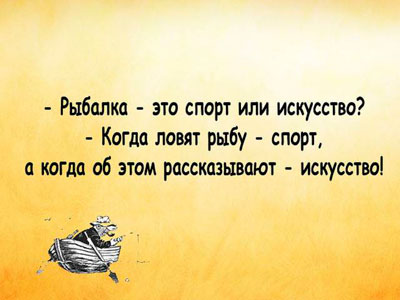 - Рыбалка - это спорт или искусство?
- Когда ловят рыбу - спорт,
а когда об этом рассказывают - искусство!